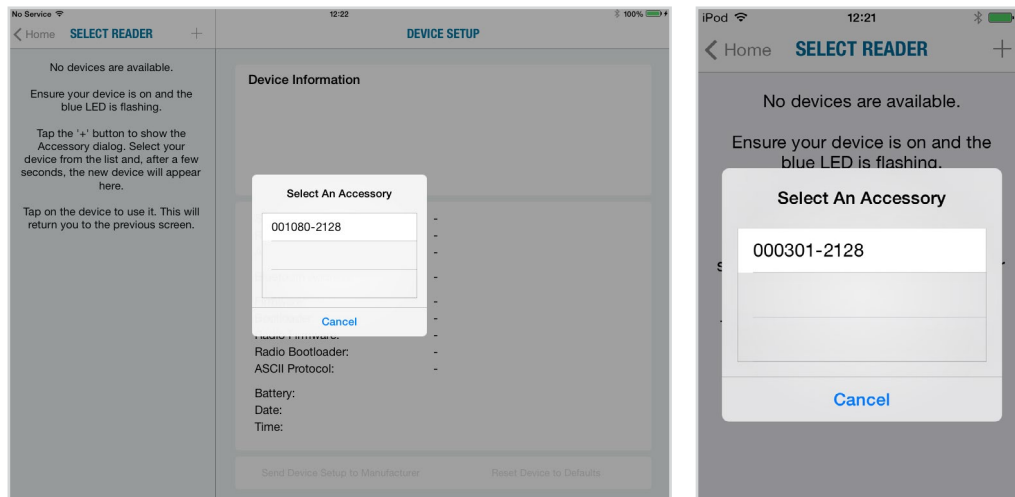 No Service 12:22 100%
Home SELECT READER + DEVICE SETUP
No devices are available.
Ensure your device is on and the
blue LED is flashing.
Tap the '+' button to show the
Accessory dialog. Select your
device from the list and, after a few
seconds, the new device will appear
here.
Tap on the device to use it. This will
return you to the previous screen.
Device Information
Select An Accessory
001080-2128
Cancel
-
-
-
-
-
-
Radio Firmware: -
Radio Bootloader: -
ASCII Protocol: -
Battery:
Date:
Time:
Send Device Setup to Manufacturer Reset Device to Defaults
iPod 12:21
Home SELECT READER +
No devices are available.
Ensure your device is on and the
blue LED is flashing.
Select An Accessory
000301-2128
Cancel